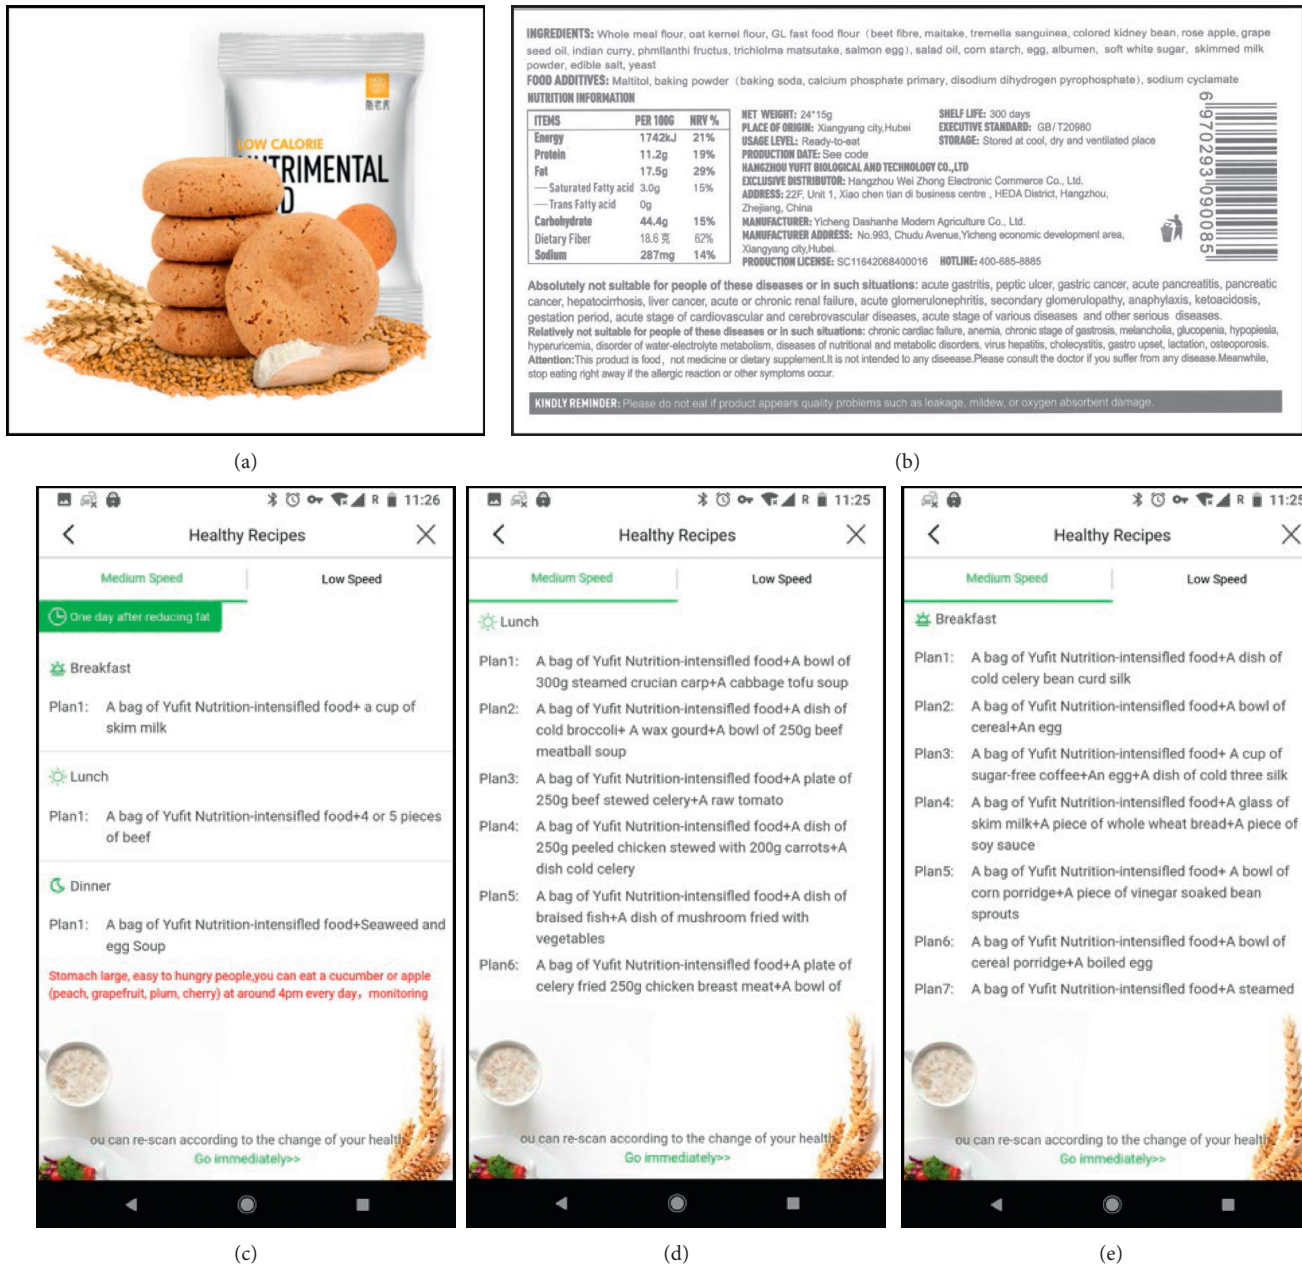 LOW CALORIE
TRIMENTAL
D
INGREDIENTS: Whole meal flour, oat kernel flour, GL fast food flour (beet fibre, maitake, tremella sanguinea, colored kidney bean, rose apple, grape
seed oil, indian curry, phmllanthi fructus, trichlolma matsutake, salmon egg), salad oil, corn starch, egg, albumen, soft white sugar, skimmed milk
powder, edible salt, yeast
FOOD ADDITIVES: Maltitol, baking powder (baking soda, calcium phosphate primary, disodium dihydrogen pyrophosphate), sodium cyclamate
NUTRITION INFORMATION
ITEMS PER 100G NRV %
Energy 1742kJ 21%
Protein 11.2g 19%
Fat 17.5g 29%
—Saturated Fatty acid 3.0g 15%
—Trans Fatty acid 0g
Carbohydrate 44.4g 15%
Dietary Fiber 18.6 克 62%
Sodium 287mg 14%
NET WEIGHT: 24*15g SHELF LIFE: 300 days
PLACE OF ORIGIN: Xiangyang city,Hubei EXECUTIVE STANDARD: GB/T20980
USAGE LEVEL: Ready-to-eat STORAGE: Stored at cool, dry and ventilated place
PRODUCTION DATE: See code
HANGZHOU YUFIT BIOLOGICAL AND TECHNOLOGY CO.,LTD
EXCLUSIVE DISTRIBUTOR: Hangzhou Wei Zhong Electronic Commerce Co., Ltd.
ADDRESS: 22F, Unit 1, Xiao chen tian di business centre , HEDA District, Hangzhou,
Zhejiang, China
MANUFACTURER: Yicheng Dashanhe Modern Agriculture Co., Ltd.
MANUFACTURER ADDRESS: No.993, Chudu Avenue,Yicheng economic development area,
Xiangyang city,Hubei.
PRODUCTION LICENSE: SC11642068400016 HOTLINE: 400-685-8885
6 970293 090085
Absolutely not suitable for people of these diseases or in such situations: acute gastritis, peptic ulcer, gastric cancer, acute pancreatitis, pancreatic
cancer, hepatocirrhosis, liver cancer, acute or chronic renal failure, acute glomerulonephritis, secondary glomerulopathy, anaphylaxis, ketoacidosis,
gestation period, acute stage of cardiovascular and cerebrovascular diseases, acute stage of various diseases and other serious diseases.
Relatively not suitable for people of these diseases or in such situations: chronic cardiac failure, anemia, chronic stage of gastrosis, melancholia, glucopenia, hypoplesia,
hyperuricemia, disorder of water-electrolyte metabolism, diseases of nutritional and metabolic disorders, virus hepatitis, cholecystitis, gastro upset, lactation, osteoporosis.
Attention:This product is food, not medicine or dietary supplement.It is not intended to any diseease.Please consult the doctor if you suffer from any disease.Meanwhile,
stop eating right away if the allergic reaction or other symptoms occur.
KINDLY REMINDER: Please do not eat if product appears quality problems such as leakage, mildew, or oxygen absorbent damage.
(a)
(b)
R 11:26
Healthy Recipes
Medium Speed Low Speed
One day after reducing fat
Breakfast
Plan1: A bag of Yufit Nutrition-intensifled food+ a cup of
skim milk
Lunch
Plan1: A bag of Yufit Nutrition-intensifled food+4 or 5 pieces
of beef
Dinner
Plan1: A bag of Yufit Nutrition-intensifled food+Seaweed and
egg Soup
Stomach large, easy to hungry people,you can eat a cucumber or apple
(peach, grapefruit, plum, cherry) at around 4pm every day, monitoring
ou can re-scan according to the change of your health
Go immediately>>
(c)
R 11:25
Healthy Recipes
Medium Speed Low Speed
Lunch
Plan1: A bag of Yufit Nutrition-intensifled food+A bowl of
300g steamed crucian carp+A cabbage tofu soup
Plan2: A bag of Yufit Nutrition-intensifled food+A dish of
cold broccoli+ A wax gourd+A bowl of 250g beef
meatball soup
Plan3: A bag of Yufit Nutrition-intensifled food+A plate of
250g beef stewed celery+A raw tomato
Plan4: A bag of Yufit Nutrition-intensifled food+A dish of
250g peeled chicken stewed with 200g carrots+A
dish cold celery
Plan5: A bag of Yufit Nutrition-intensifled food+A dish of
braised fish+A dish of mushroom fried with
vegetables
Plan6: A bag of Yufit Nutrition-intensifled food+A plate of
celery fried 250g chicken breast meat+A bowl of
ou can re-scan according to the change of your health
Go immediately>>
(d)
R 11:25
Healthy Recipes
Medium Speed Low Speed
Breakfast
Plan1: A bag of Yufit Nutrition-intensifled food+A dish of
cold celery bean curd silk
Plan2: A bag of Yufit Nutrition-intensifled food+A bowl of
cereal+An egg
Plan3: A bag of Yufit Nutrition-intensifled food+ A cup of
sugar-free coffee+An egg+A dish of cold three silk
Plan4: A bag of Yufit Nutrition-intensifled food+A glass of
skim milk+A piece of whole wheat bread+A piece of
soy sauce
Plan5: A bag of Yufit Nutrition-intensifled food+ A bowl of
corn porridge+A piece of vinegar soaked bean
sprouts
Plan6: A bag of Yufit Nutrition-intensifled food+A bowl of
cereal porridge+A boiled egg
Plan7: A bag of Yufit Nutrition-intensifled food+A steamed
ou can re-scan according to the change of your health
Go immediately>>
(e)